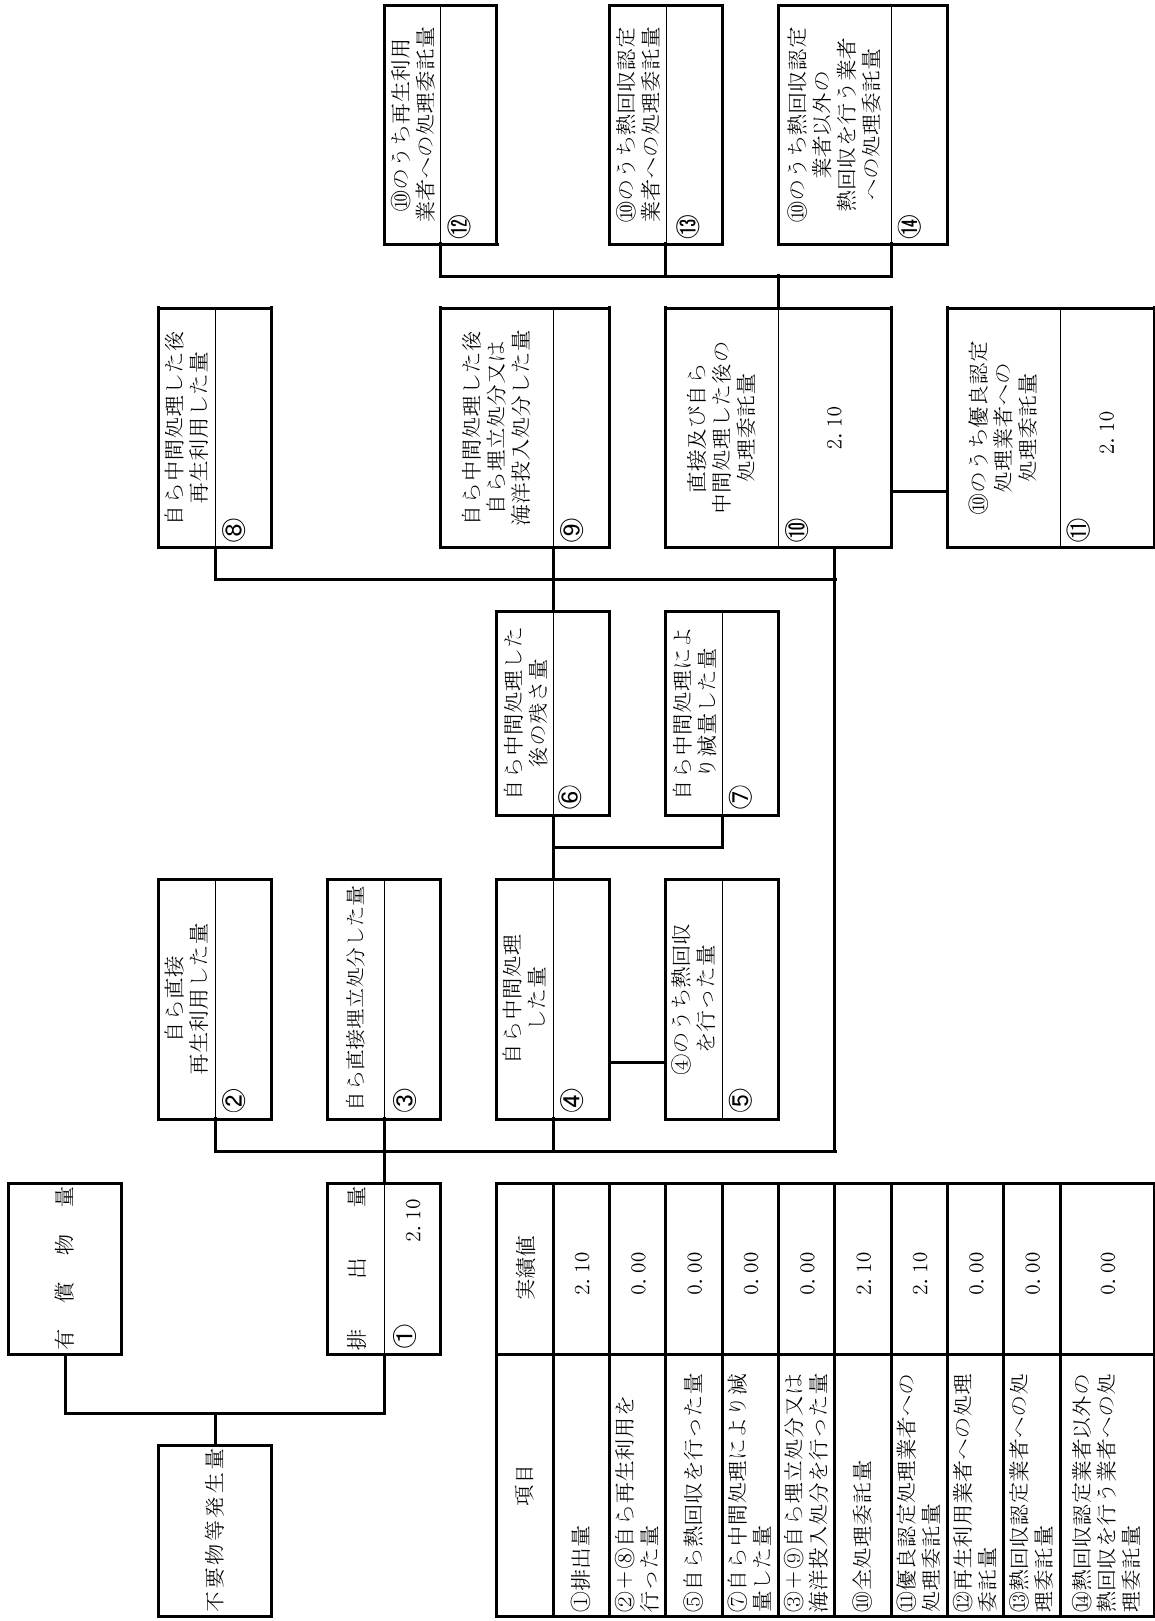 不要物等発生量
有償物量
排出量
① 2.10
自ら直接
再生利用した量
②
自ら直接埋立処分した量
③
自ら中間処理
した量
④
④のうち熱回収
を行った量
⑤
自ら中間処理した
後の残さ量
⑥
自ら中間処理によ
り減量した量
⑦
自ら中間処理した後
再生利用した量
⑧
自ら中間処理した後
自ら埋立処分又は
海洋投入処分した量
⑨
直接及び自ら
中間処理した後の
処理委託量
⑩ 2.10
⑩のうち優良認定
処理業者への
処理委託量
⑪ 2.10
⑩のうち再生利用
業者への処理委託量
⑫
⑩のうち熱回収認定
業者への処理委託量
⑬
⑩のうち熱回収認定
業者以外の
熱回収を行う業者
への処理委託量
⑭
項目 実績値
①排出量 2.10
②＋⑧自ら再生利用を
行った量 0.00
⑤自ら熱回収を行った量 0.00
⑦自ら中間処理により減
量した量 0.00
③＋⑨自ら埋立処分又は
海洋投入処分を行った量 0.00
⑩全処理委託量 2.10
⑪優良認定処理業者への
処理委託量 2.10
⑫再生利用業者への処理
委託量 0.00
⑬熱回収認定業者への処
理委託量 0.00
⑭熱回収認定業者以外の
熱回収を行う業者への処
理委託量 0.00